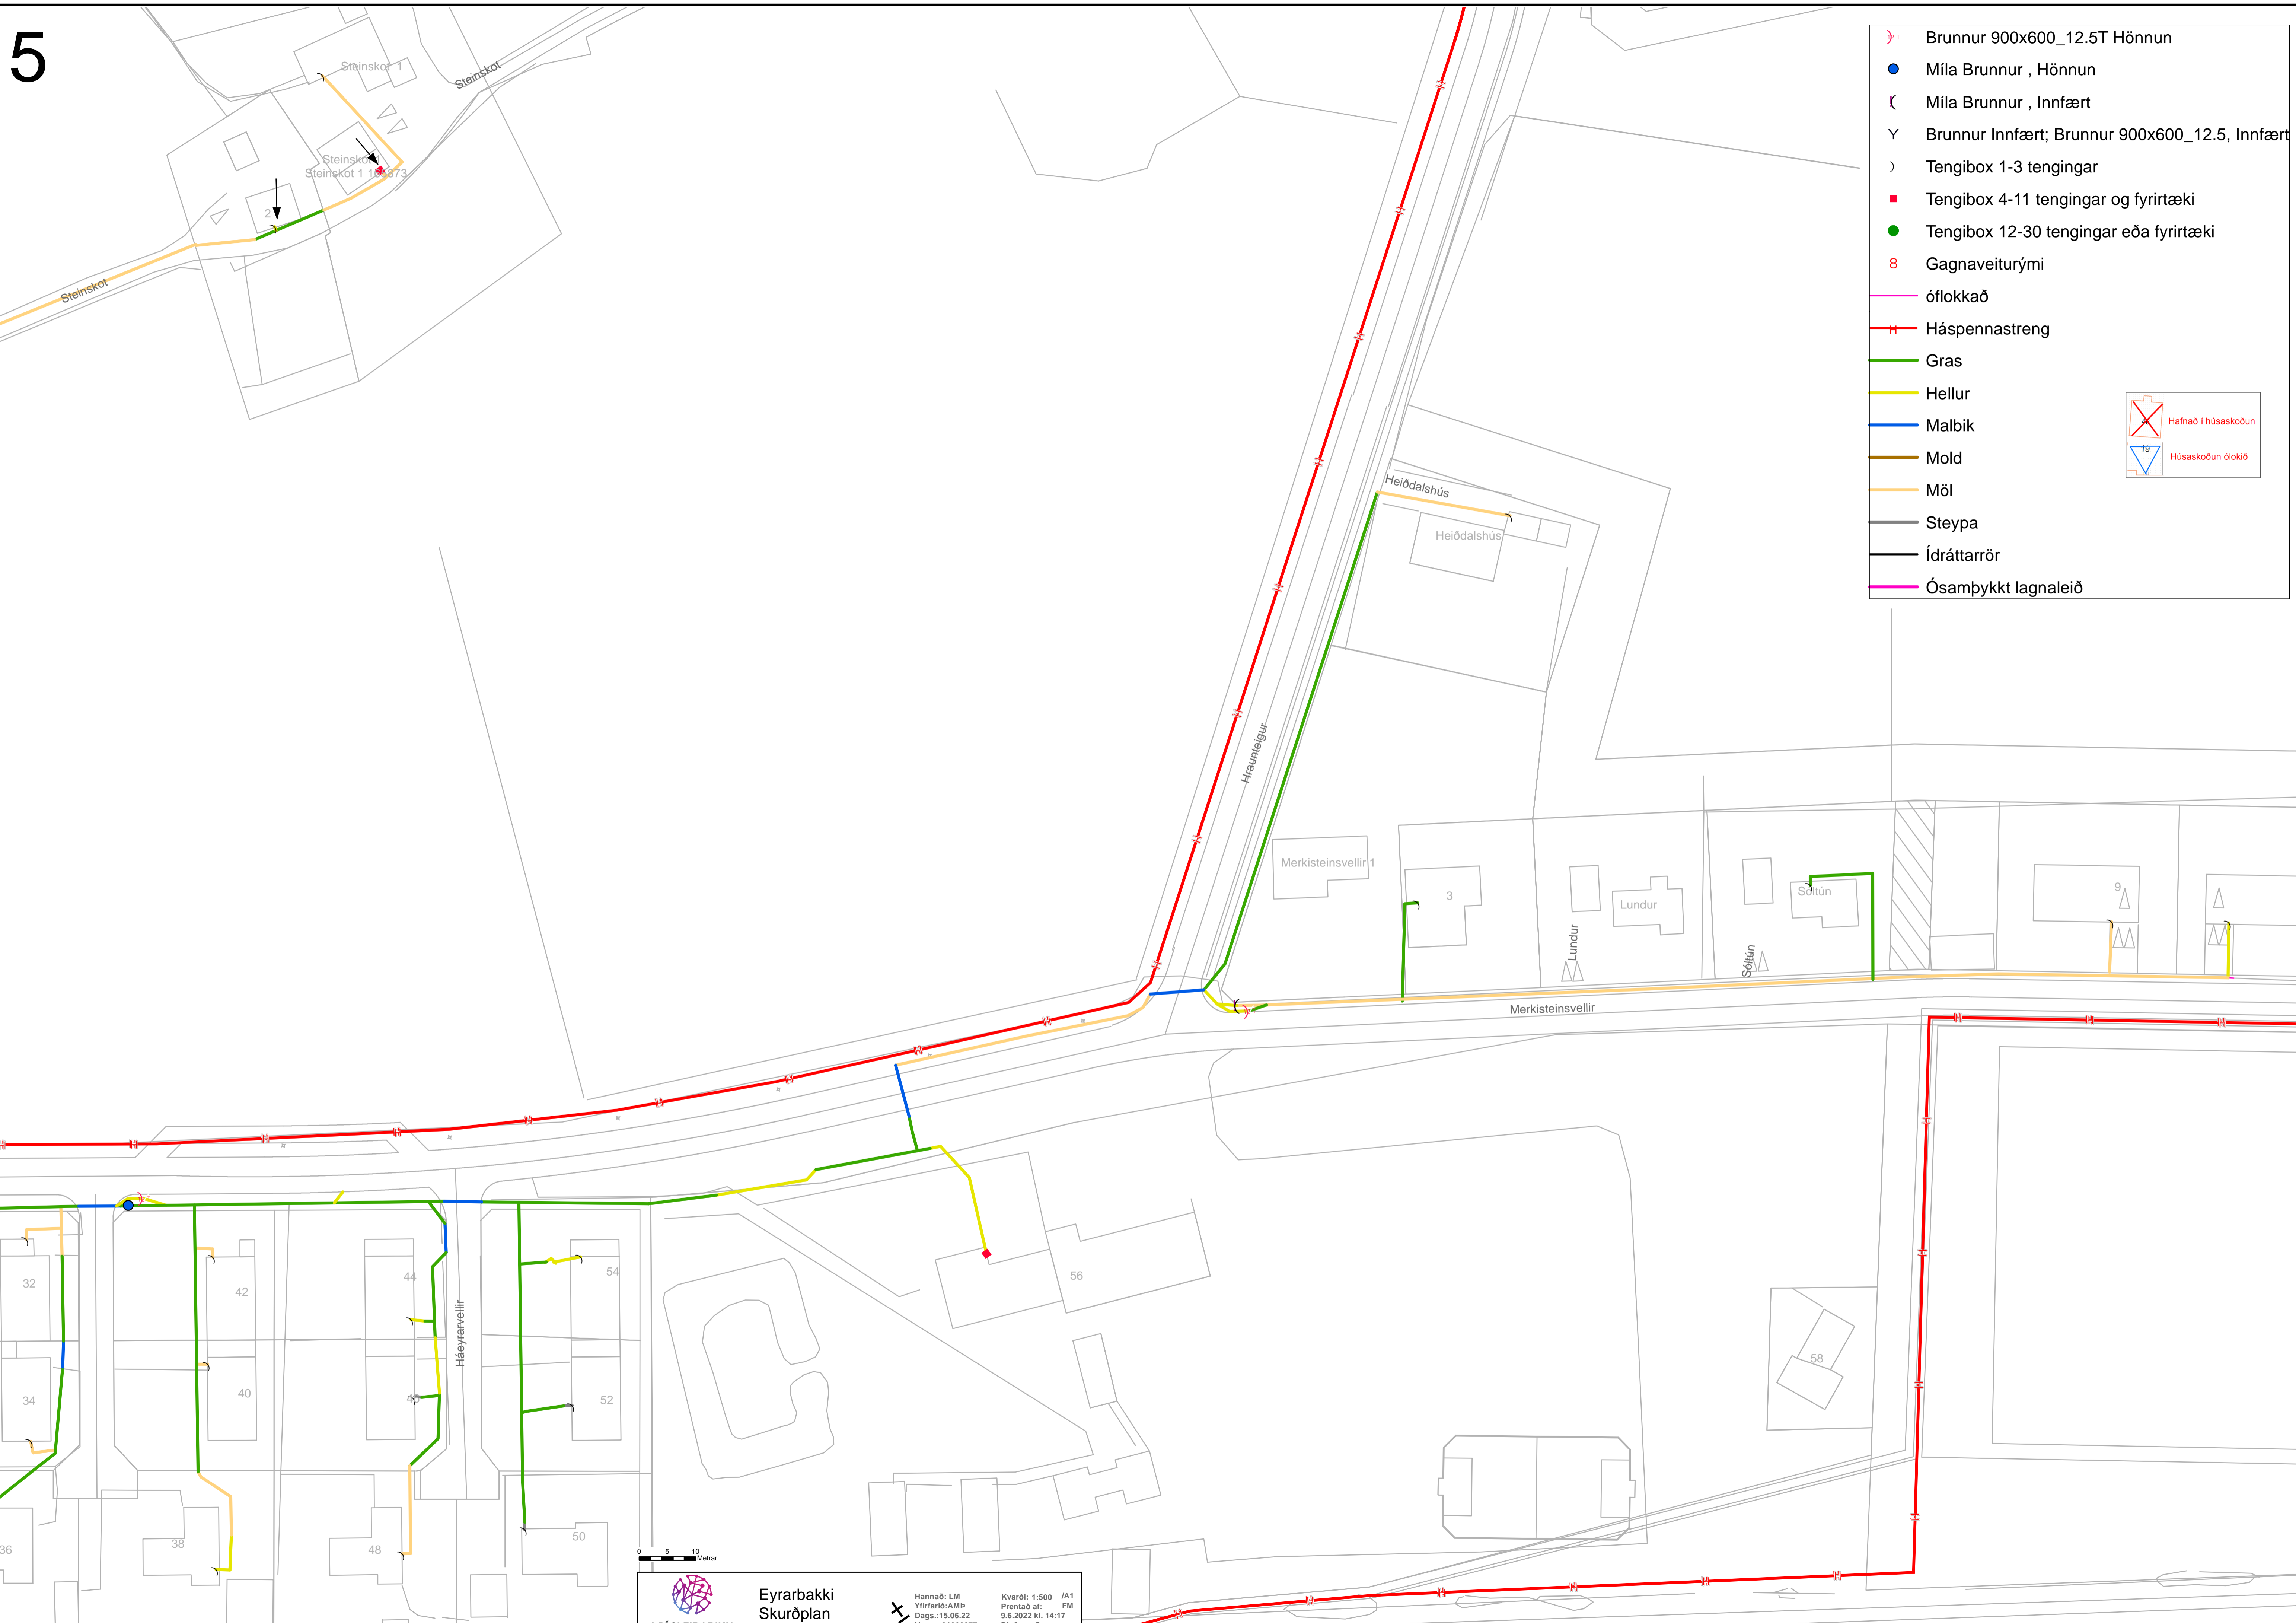 5
Steinskot 1
Steinskot
Steinskot 1 1
2
Steinskot
Brunnur 900x600_12.5T Hönnun
Míla Brunnur , Hönnun
Míla Brunnur , Innfært
Brunnur Innfært; Brunnur 900x600_12.5, Innfært
Tengibox 1-3 tengingar
Tengibox 4-11 tengingar og fyrirtæki
Tengibox 12-30 tengingar eða fyrirtæki
8 Gagnaveiturými
óflokkað
H Háspennastreng
Gras
Hellur
Malbik
Mold
Möl
Steypa
Ídráttarrör
Ósamþykkt lagnaleið
Hafnað í húsaskoðun
19 Húsaskoðun ólokið
Heiðdalshús
Heiðdalshús
Hraunteigur
Merkisteinsvellir 1
3
Lundur
Lundur
Sóltún
Sóltún
9
Merkisteinsvellir
32
34
36
42
40
38
44
48
Háeyrarvellir
54
52
50
56
58
0 5 10
Metrar
Eyrarbakki
Skurðplan
Hannað: LM
Yfirfarið:AMÞ
Dags.:15.06.22
Kvarði: 1:500 /A1
Prentað af: FM
9.6.2022 kl. 14:17